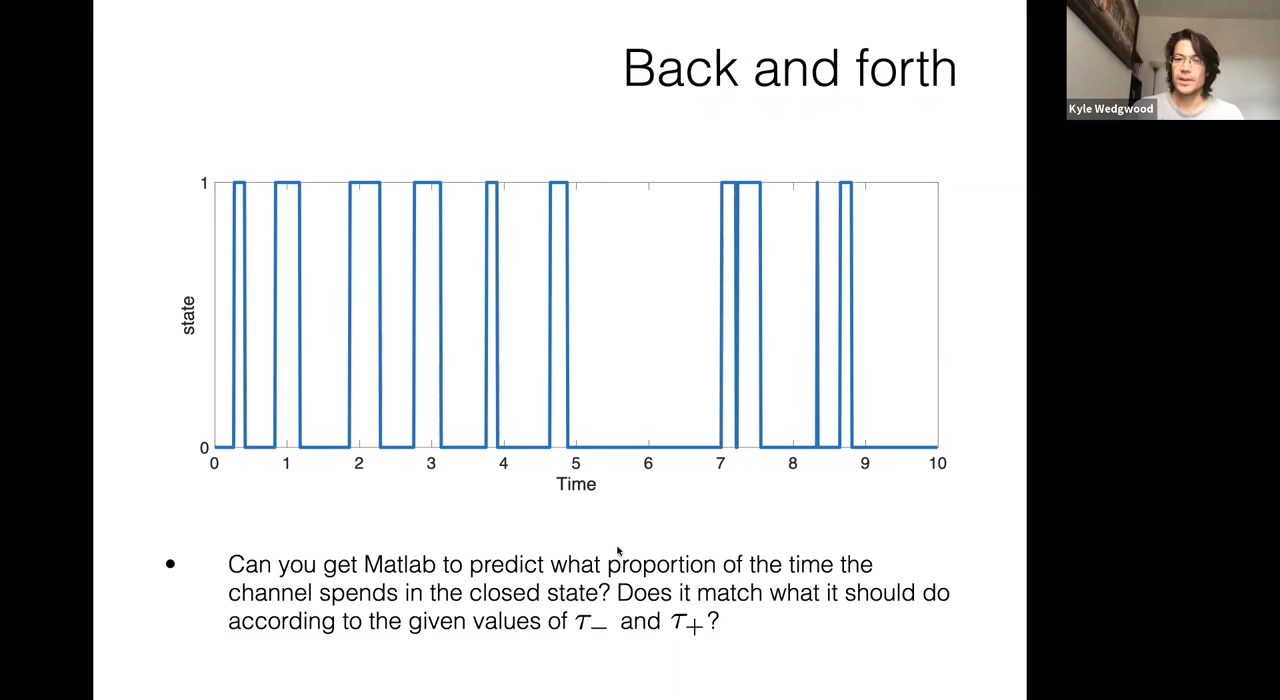 Back and forth
Kyle Wedgwood
1
state
0
0 1 2 3 4 5 6 7 8 9 10
Time
• Can you get Matlab to predict what proportion of the time the
channel spends in the closed state? Does it match what it should do
according to the given values of τ₋ and τ₊?